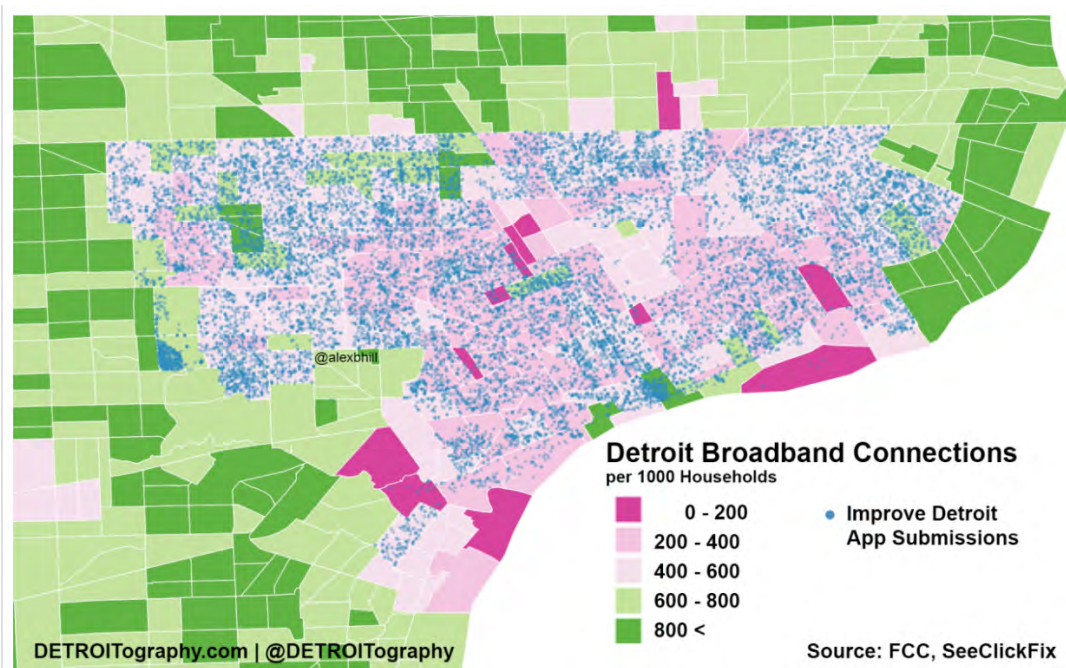 @alexbhill
Detroit Broadband Connections
per 1000 Households
0 - 200
200 - 400
400 - 600
600 - 800
800 <
Improve Detroit
App Submissions
DETROITography.com | @DETROITography
Source: FCC, SeeClickFix